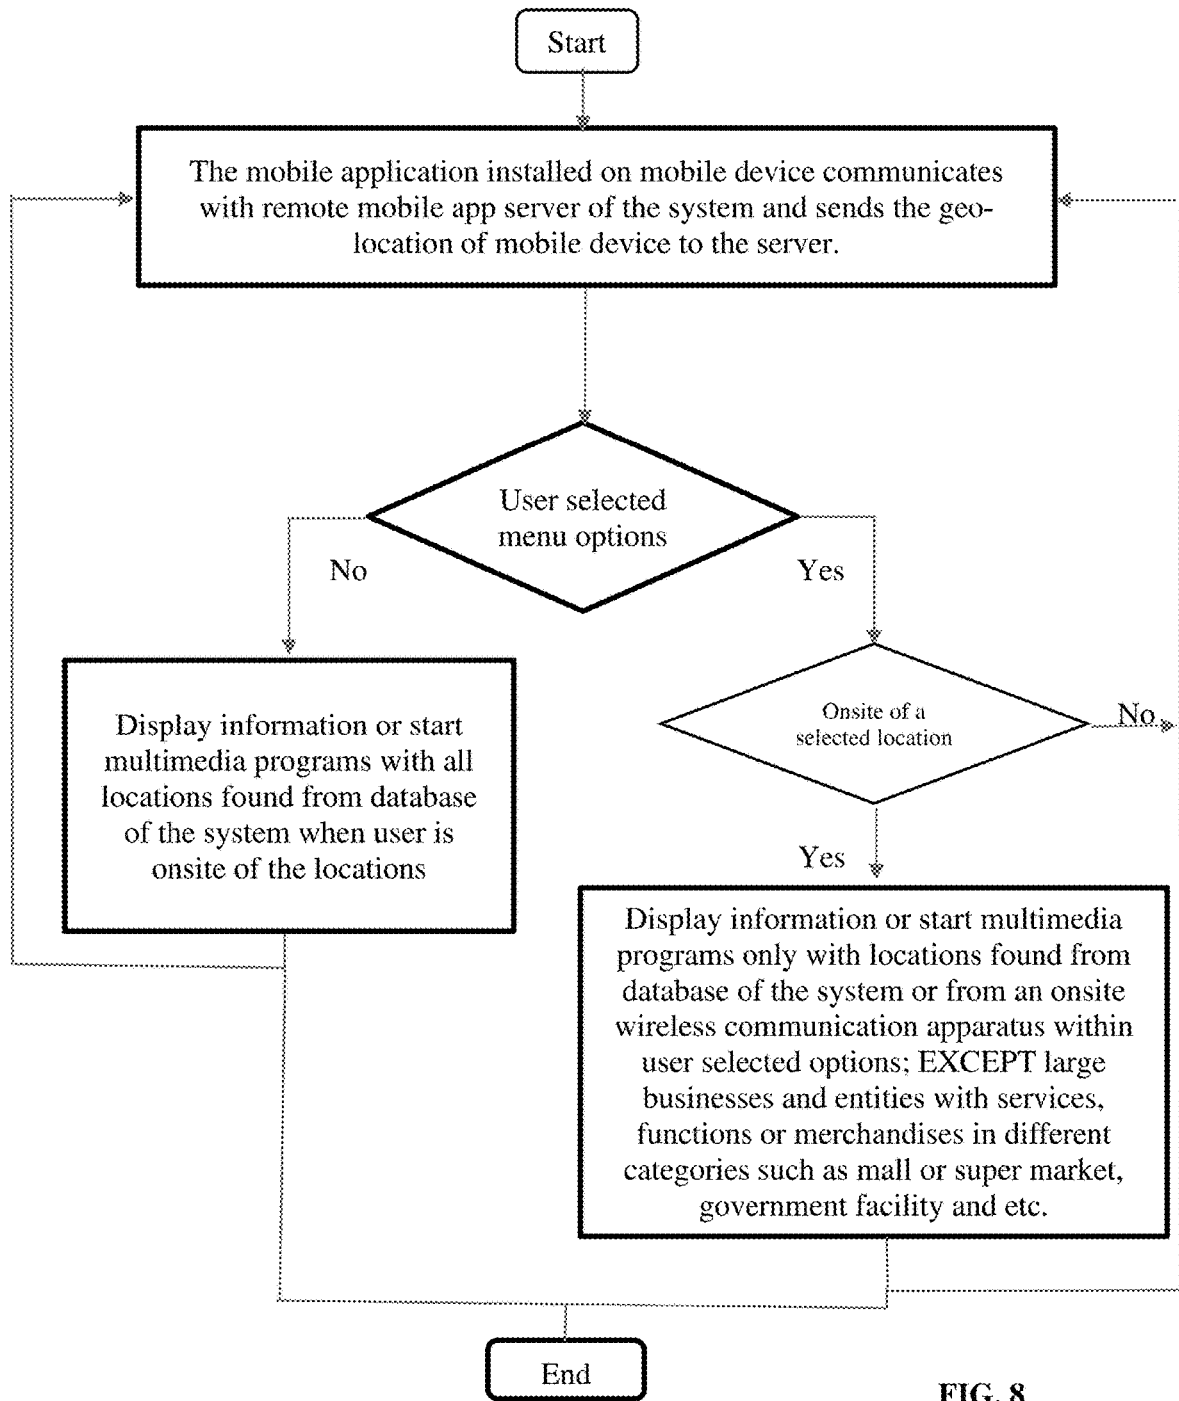 Start
The mobile application installed on mobile device communicates
with remote mobile app server of the system and sends the geo-
location of mobile device to the server.
User selected
menu options
No
Yes
Onsite of a
selected location
No
Yes
Display information or start
multimedia programs with all
locations found from database
of the system when user is
onsite of the locations
Display information or start multimedia
programs only with locations found from
database of the system or from an onsite
wireless communication apparatus within
user selected options; EXCEPT large
businesses and entities with services,
functions or merchandises in different
categories such as mall or super market,
government facility and etc.
End
FIG. 8